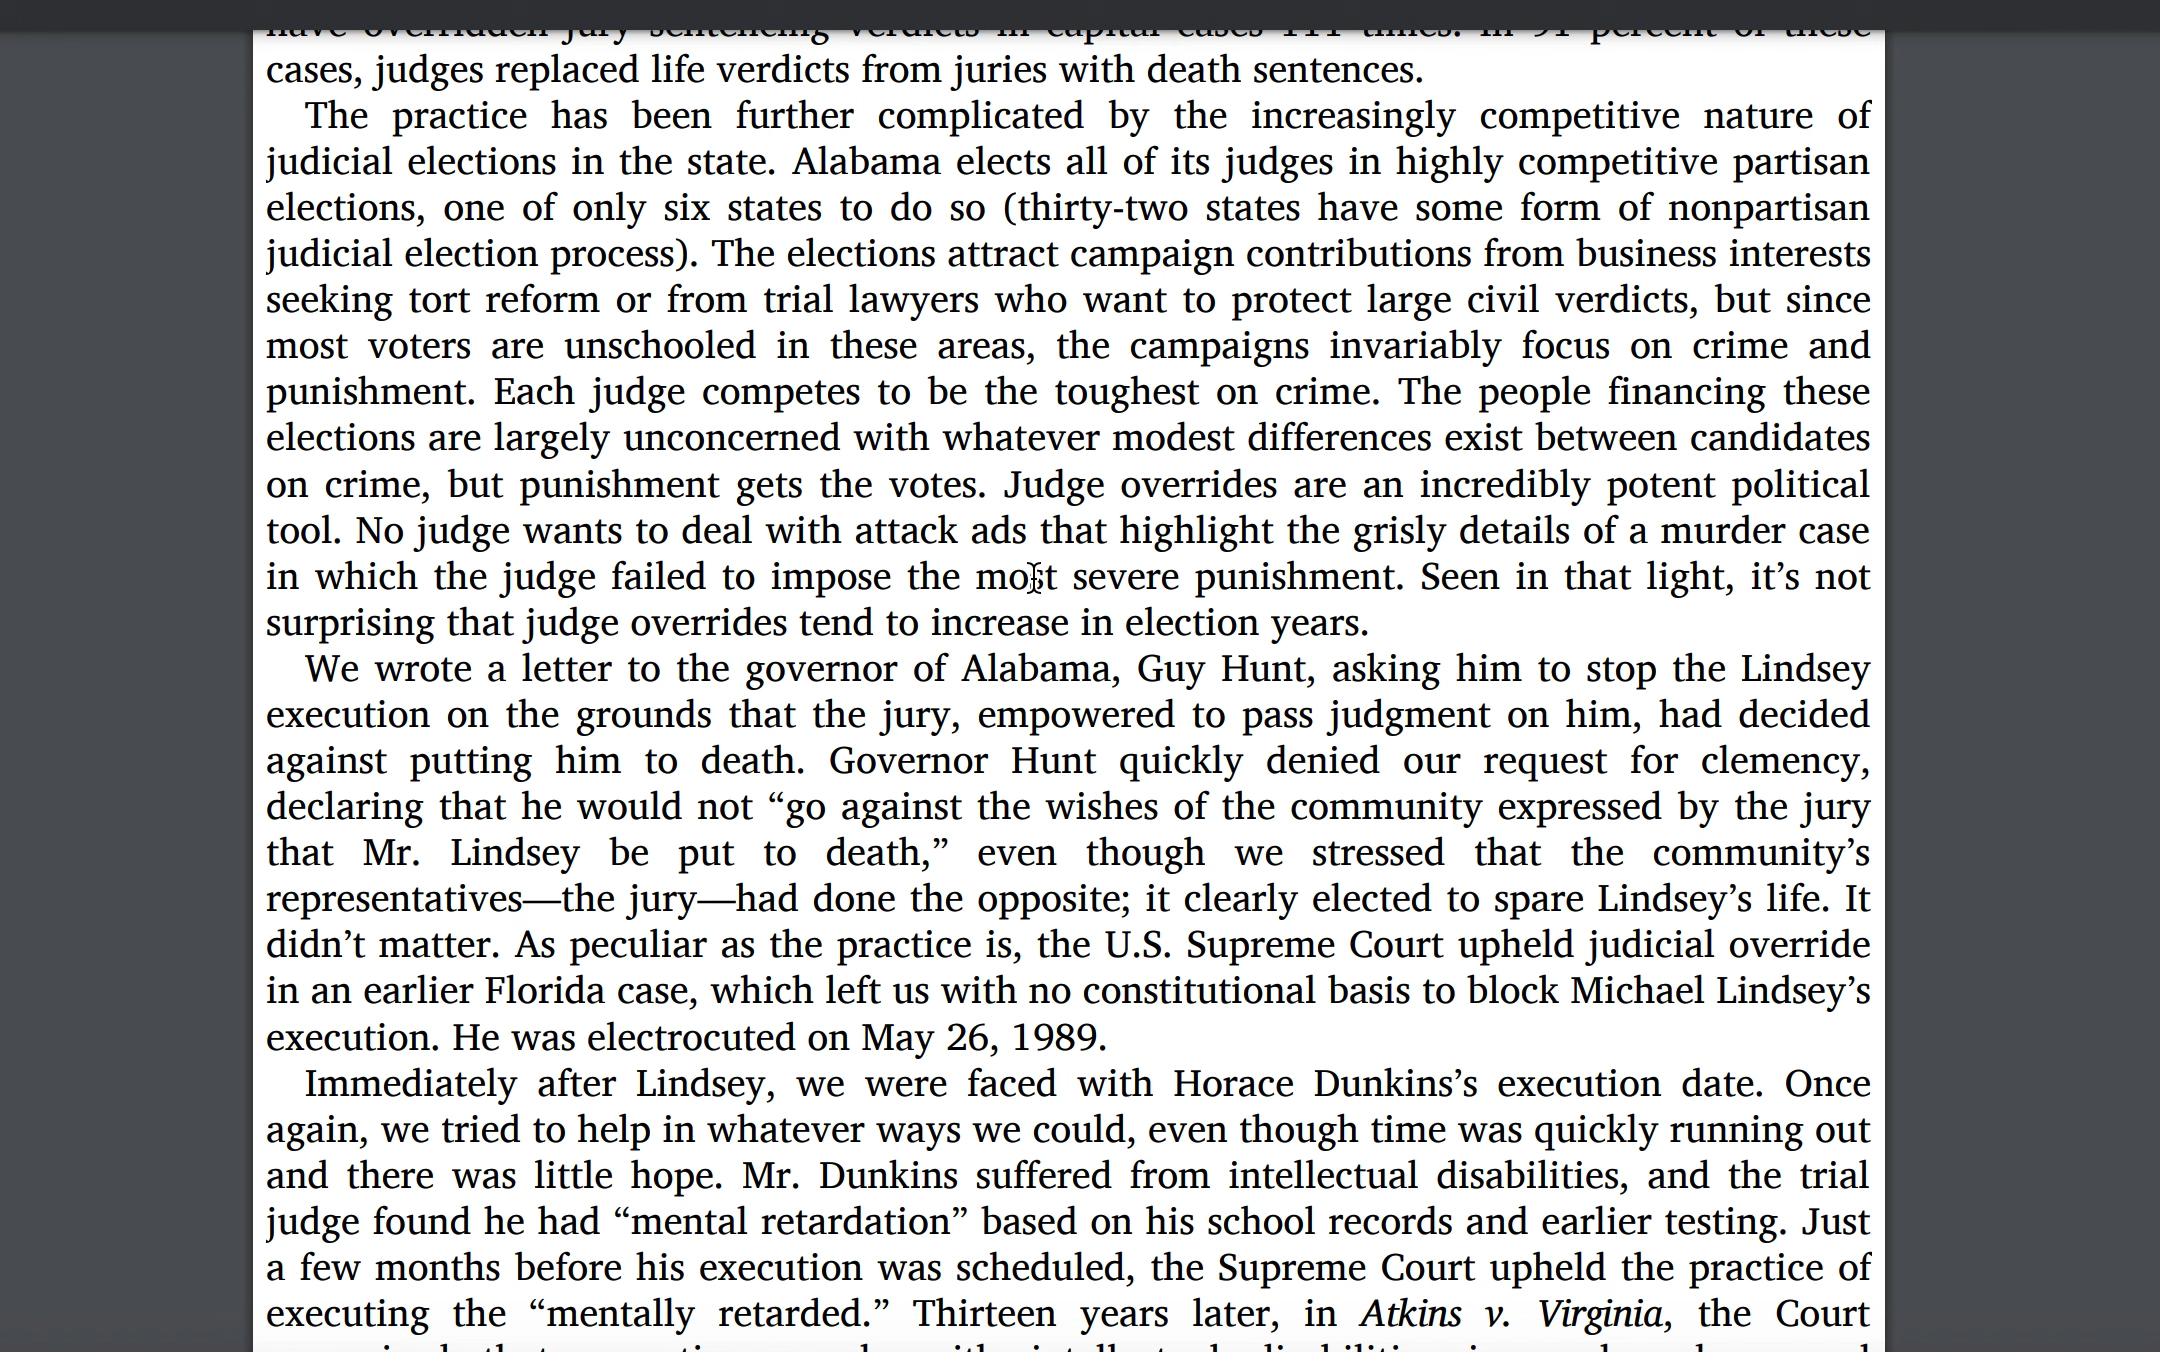 have overridden jury sentencing verdicts in capital cases 111 times. In 91 percent of these
cases, judges replaced life verdicts from juries with death sentences.
The practice has been further complicated by the increasingly competitive nature of
judicial elections in the state. Alabama elects all of its judges in highly competitive partisan
elections, one of only six states to do so (thirty-two states have some form of nonpartisan
judicial election process). The elections attract campaign contributions from business interests
seeking tort reform or from trial lawyers who want to protect large civil verdicts, but since
most voters are unschooled in these areas, the campaigns invariably focus on crime and
punishment. Each judge competes to be the toughest on crime. The people financing these
elections are largely unconcerned with whatever modest differences exist between candidates
on crime, but punishment gets the votes. Judge overrides are an incredibly potent political
tool. No judge wants to deal with attack ads that highlight the grisly details of a murder case
in which the judge failed to impose the most severe punishment. Seen in that light, it’s not
surprising that judge overrides tend to increase in election years.
We wrote a letter to the governor of Alabama, Guy Hunt, asking him to stop the Lindsey
execution on the grounds that the jury, empowered to pass judgment on him, had decided
against putting him to death. Governor Hunt quickly denied our request for clemency,
declaring that he would not “go against the wishes of the community expressed by the jury
that Mr. Lindsey be put to death,” even though we stressed that the community’s
representatives—the jury—had done the opposite; it clearly elected to spare Lindsey’s life. It
didn’t matter. As peculiar as the practice is, the U.S. Supreme Court upheld judicial override
in an earlier Florida case, which left us with no constitutional basis to block Michael Lindsey’s
execution. He was electrocuted on May 26, 1989.
Immediately after Lindsey, we were faced with Horace Dunkins’s execution date. Once
again, we tried to help in whatever ways we could, even though time was quickly running out
and there was little hope. Mr. Dunkins suffered from intellectual disabilities, and the trial
judge found he had “mental retardation” based on his school records and earlier testing. Just
a few months before his execution was scheduled, the Supreme Court upheld the practice of
executing the “mentally retarded.” Thirteen years later, in Atkins v. Virginia, the Court